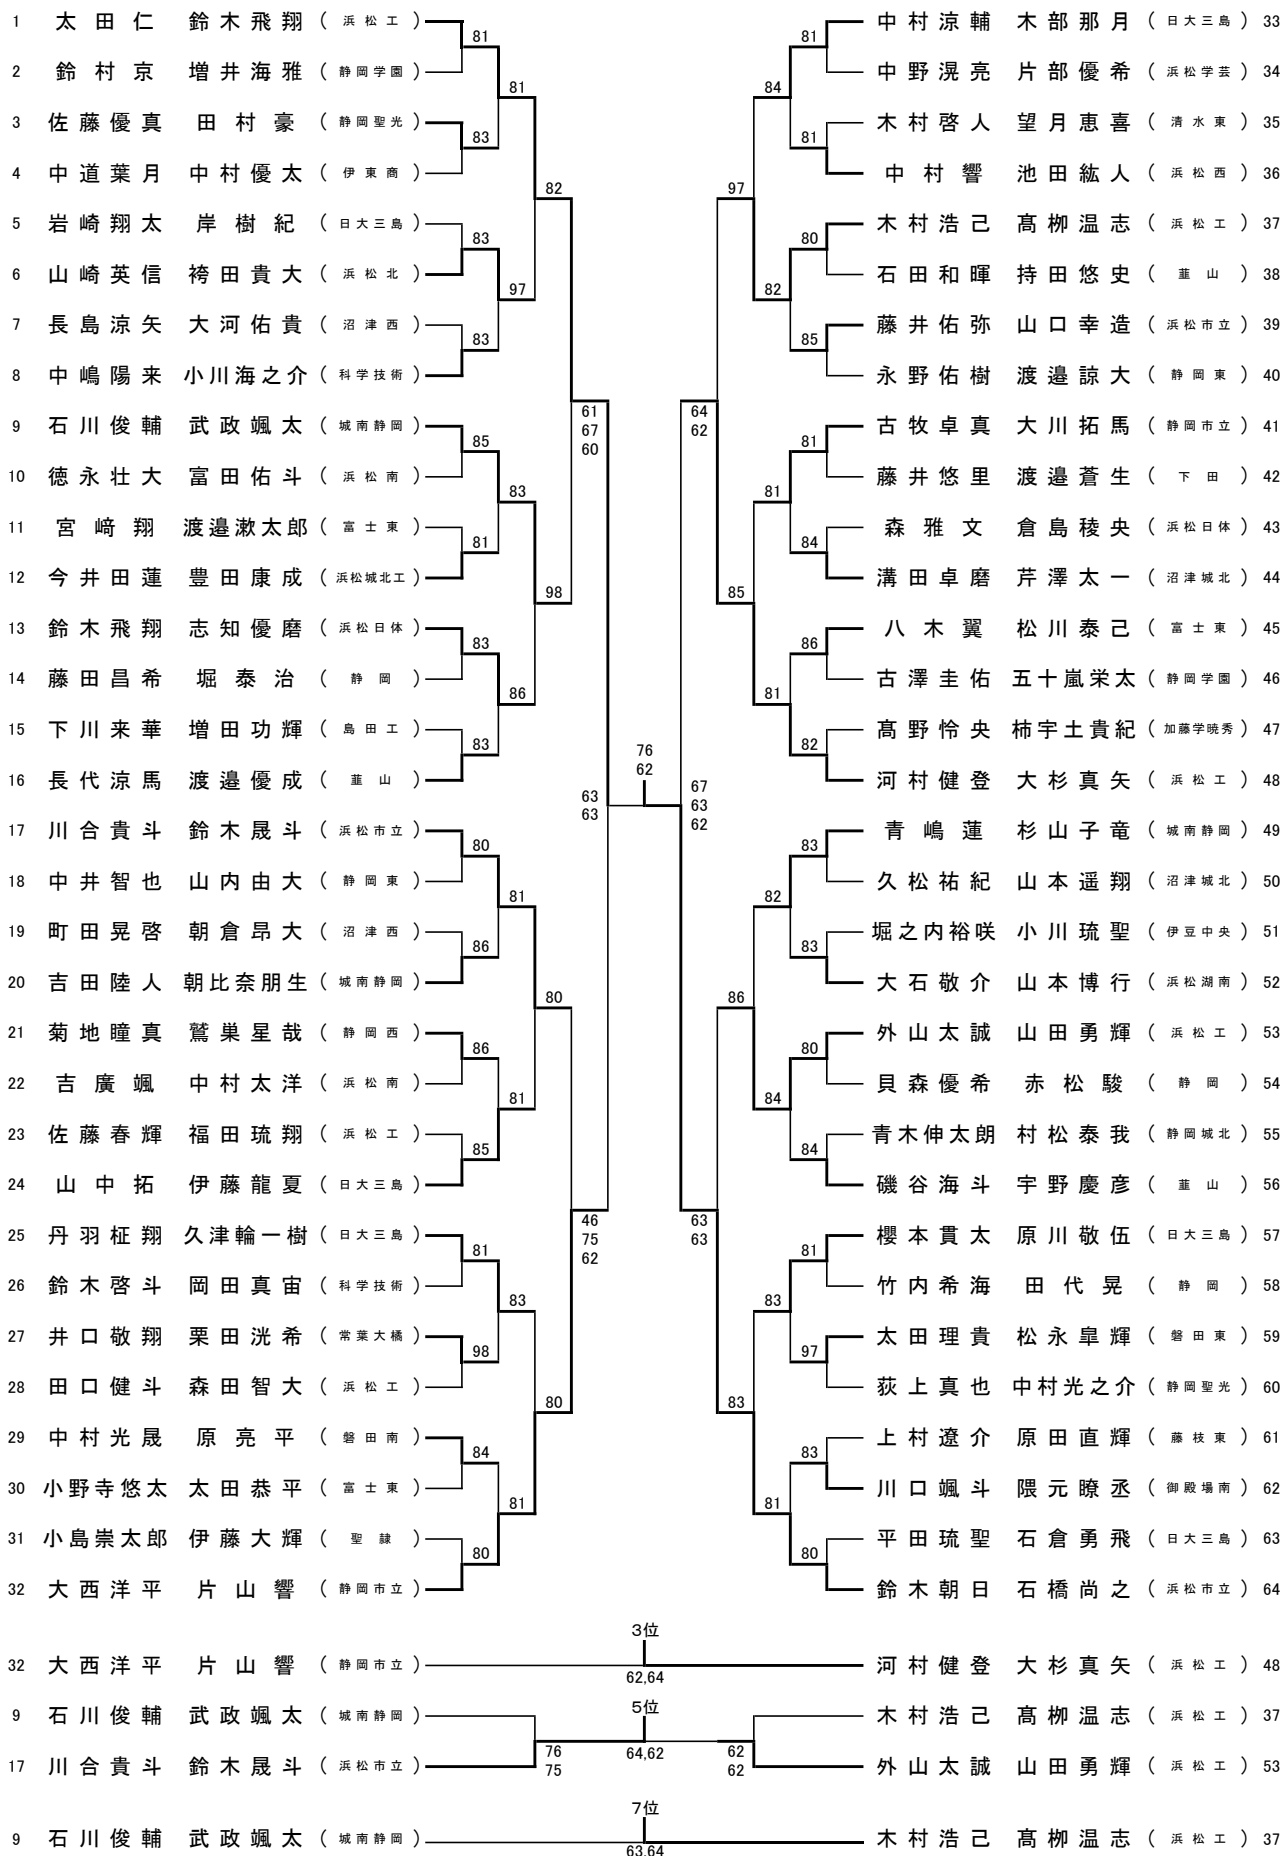 1 太田仁 鈴木飛翔 (浜松工) 中村涼輔 木部那月 (日大三島) 33
81 81
2 鈴村京 増井海雅 (静岡学園) 中野滉亮 片部優希 (浜松学芸) 34
81 84
3 佐藤優真 田村豪 (静岡聖光) 木村啓人 望月恵喜 (清水東) 35
83 81
4 中道葉月 中村優太 (伊東商) 中村響 池田紘人 (浜松西) 36
82 97
5 岩崎翔太 岸樹紀 (日大三島) 木村浩己 髙栁温志 (浜松工) 37
83 80
6 山崎英信 袴田貴大 (浜松北) 石田和暉 持田悠史 (韮山) 38
97 82
7 長島涼矢 大河佑貴 (沼津西) 藤井佑弥 山口幸造 (浜松市立) 39
83 85
8 中嶋陽来 小川海之介 (科学技術) 永野佑樹 渡邉諒大 (静岡東) 40
61 64
67 62
60
9 石川俊輔 武政颯太 (城南静岡) 古牧卓真 大川拓馬 (静岡市立) 41
85 81
10 徳永壮大 富田佑斗 (浜松南) 藤井悠里 渡邉蒼生 (下田) 42
83 81
11 宮﨑翔 渡邉漱太郎 (富士東) 森雅文 倉島稜央 (浜松日体) 43
81 84
12 今井田蓮 豊田康成 (浜松城北工) 溝田卓磨 芹澤太一 (沼津城北) 44
98 85
13 鈴木飛翔 志知優磨 (浜松日体) 八木翼 松川泰己 (富士東) 45
83 86
14 藤田昌希 堀泰治 (静岡) 古澤圭佑 五十嵐栄太 (静岡学園) 46
86 81
15 下川来華 増田功輝 (島田工) 髙野怜央 柿宇土貴紀 (加藤学暁秀) 47
83 82
16 長代涼馬 渡邉優成 (韮山) 河村健登 大杉真矢 (浜松工) 48
76
62
63 67
63 63
62
17 川合貴斗 鈴木晟斗 (浜松市立) 青嶋蓮 杉山子竜 (城南静岡) 49
80 83
18 中井智也 山内由大 (静岡東) 久松祐紀 山本遥翔 (沼津城北) 50
81 82
19 町田晃啓 朝倉昂大 (沼津西) 堀之内裕咲 小川琉聖 (伊豆中央) 51
86 83
20 吉田陸人 朝比奈朋生 (城南静岡) 大石敬介 山本博行 (浜松湖南) 52
80 86
21 菊地瞳真 鷲巣星哉 (静岡西) 外山太誠 山田勇輝 (浜松工) 53
86 80
22 吉廣颯 中村太洋 (浜松南) 貝森優希 赤松駿 (静岡) 54
81 84
23 佐藤春輝 福田琉翔 (浜松工) 青木伸太朗 村松泰我 (静岡城北) 55
85 84
24 山中拓 伊藤龍夏 (日大三島) 磯谷海斗 宇野慶彦 (韮山) 56
46 63
75 63
62
25 丹羽柾翔 久津輪一樹 (日大三島) 櫻本貫太 原川敬伍 (日大三島) 57
81 81
26 鈴木啓斗 岡田真宙 (科学技術) 竹内希海 田代晃 (静岡) 58
83 83
27 井口敬翔 栗田洸希 (常葉大橘) 太田理貴 松永皐輝 (磐田東) 59
98 97
28 田口健斗 森田智大 (浜松工) 荻上真也 中村光之介 (静岡聖光) 60
80 83
29 中村光晟 原亮平 (磐田南) 上村遼介 原田直輝 (藤枝東) 61
84 83
30 小野寺悠太 太田恭平 (富士東) 川口颯斗 隈元暸丞 (御殿場南) 62
81 81
31 小島崇太郎 伊藤大輝 (聖隷) 平田琉聖 石倉勇飛 (日大三島) 63
80 80
32 大西洋平 片山響 (静岡市立) 鈴木朝日 石橋尚之 (浜松市立) 64
3位
32 大西洋平 片山響 (静岡市立) 河村健登 大杉真矢 (浜松工) 48
62,64
5位
9 石川俊輔 武政颯太 (城南静岡) 木村浩己 髙栁温志 (浜松工) 37
76 64,62 62
75 62
17 川合貴斗 鈴木晟斗 (浜松市立) 外山太誠 山田勇輝 (浜松工) 53
7位
9 石川俊輔 武政颯太 (城南静岡) 木村浩己 髙栁温志 (浜松工) 37
63,64